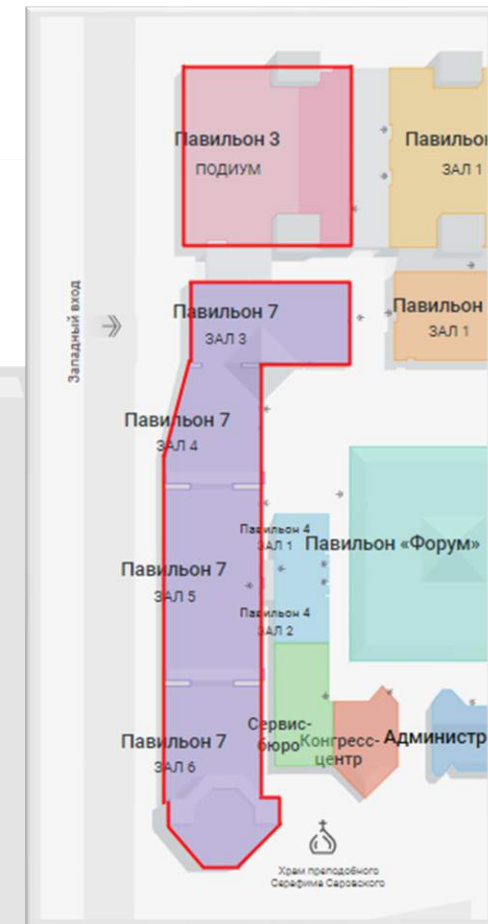 Павильон 3
ПОДИУМ
Павильон
ЗАЛ 1
Западный вход
Павильон 7
ЗАЛ 3
Павильон
ЗАЛ 1
Павильон 7
ЗАЛ 4
Павильон 4
ЗАЛ 1
Павильон «Форум»
Павильон 7
ЗАЛ 5
Павильон 4
ЗАЛ 2
Сервис-
бюро
Конгресс-
центр
Администр
Павильон 7
ЗАЛ 6
Храм преподобного
Серафима Саровского